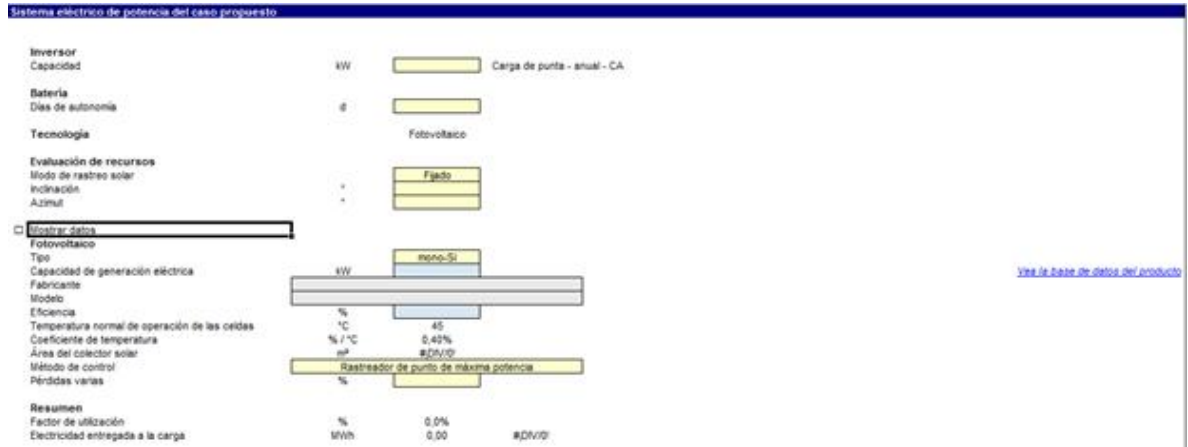 Sistema eléctrico de potencia del caso propuesto
Inversor
Capacidad kW Carga de punta - anual - CA
Batería
Días de autonomía d
Tecnología Fotovoltaico
Evaluación de recursos
Modo de rastreo solar Fijado
Inclinación °
Azimut °
Mostrar datos
Fotovoltaico
Tipo mono-Si
Capacidad de generación eléctrica kW Vea la base de datos del producto
Fabricante
Modelo
Eficiencia %
Temperatura normal de operación de las celdas °C 45
Coeficiente de temperatura % / °C 0,40%
Área del colector solar m² #¡DIV/0!
Método de control Rastreador de punto de máxima potencia
Pérdidas varias %
Resumen
Factor de utilización % 0,0%
Electricidad entregada a la carga MWh 0,00 #¡DIV/0!